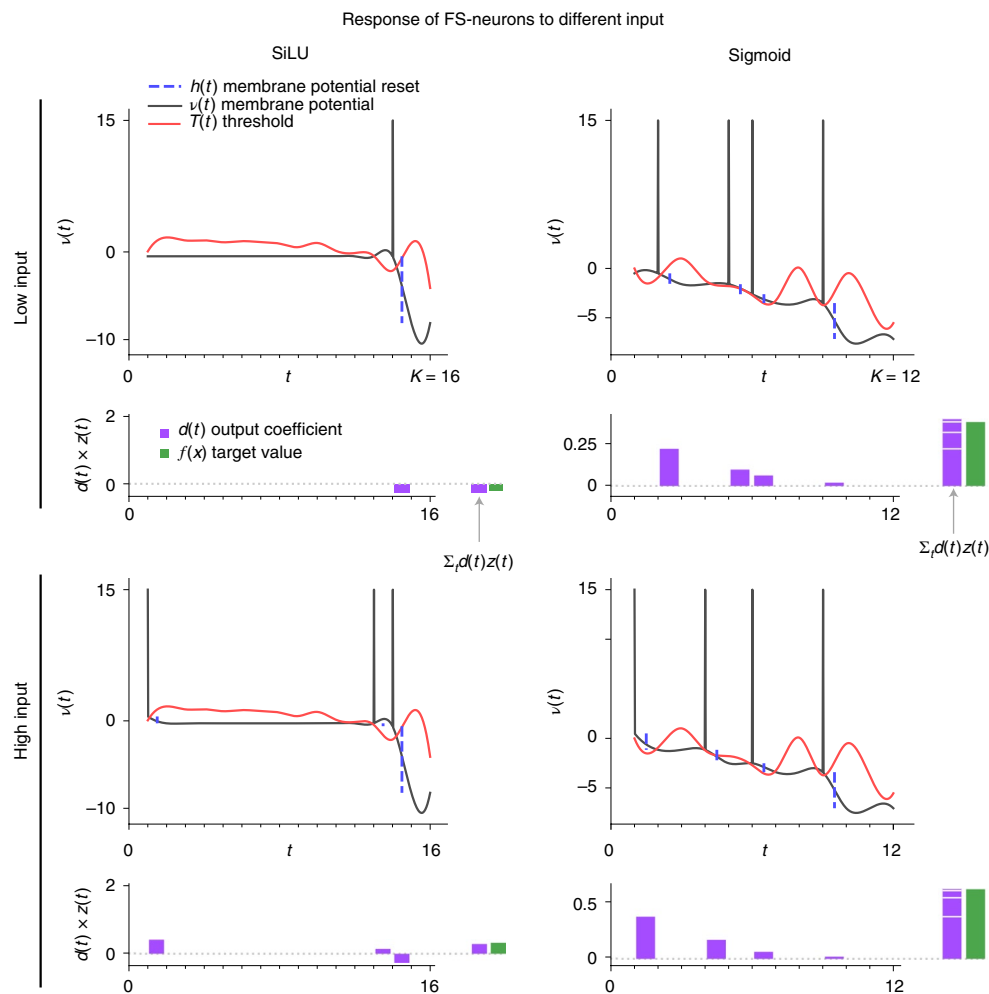 Response of FS-neurons to different input
SiLU
Sigmoid
h(t) membrane potential reset
v(t) membrane potential
T(t) threshold
Low input
v(t)
15
0
−10
0
t
K = 16
v(t)
15
0
−5
0
t
K = 12
d(t) × z(t)
2
0
d(t) output coefficient
f(x) target value
0
16
Σtd(t)z(t)
0.25
0
0
12
Σtd(t)z(t)
High input
v(t)
15
0
−10
0
t
16
v(t)
15
0
−5
0
t
12
d(t) × z(t)
2
0
0
16
0.5
0
0
12